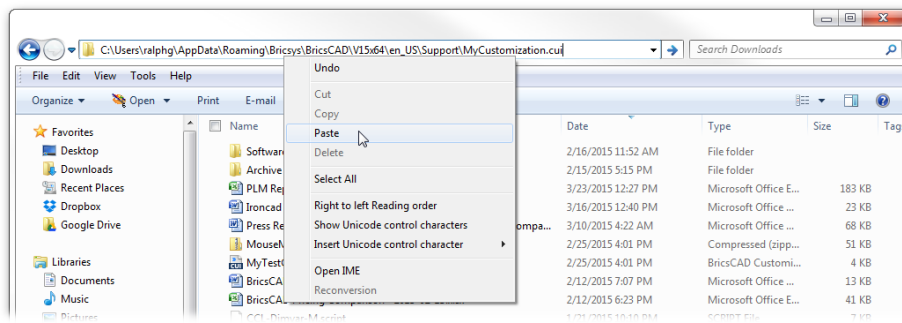 C:\Users\ralphg\AppData\Roaming\Bricsys\BricsCAD\V15x64\en_US\Support\MyCustomization.cui
Search Downloads
File Edit View Tools Help
Organize Open Print E-mail
Undo
Cut
Copy
Paste
Delete
Select All
Right to left Reading order
Show Unicode control characters
Insert Unicode control character
Open IME
Reconversion
Favorites
Desktop
Downloads
Recent Places
Dropbox
Google Drive
Libraries
Documents
Music
Pictures
Name Date Type Size Tag
Softwar 2/16/2015 11:52 AM File folder
Archive 2/15/2015 5:15 PM File folder
PLM Rep 3/23/2015 12:27 PM Microsoft Office E... 183 KB
Ironcad 3/16/2015 12:40 PM Microsoft Office ... 23 KB
Press Re ompa... 3/10/2015 4:22 AM Microsoft Office ... 68 KB
MouseM 2/25/2015 4:01 PM Compressed (zipp... 51 KB
MyTest 2/25/2015 4:01 PM BricsCAD Customi... 4 KB
BricsCA 2/12/2015 7:07 PM Microsoft Office ... 13 KB
BricsCA 2/12/2015 6:23 PM Microsoft Office E... 41 KB